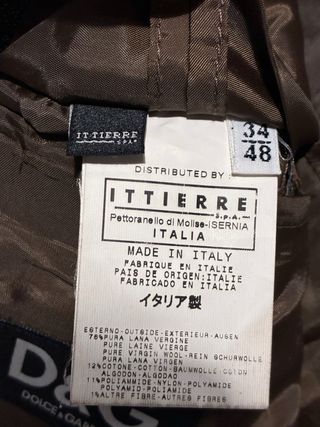 ITTIERRE
S.P.A.
34
48
DISTRIBUTED BY
ITTIERRE
s.p.a.
Pettoranello di Molise-ISERNIA
ITALIA
MADE IN ITALY
FABRIQUE EN ITALIE
PAIS DE ORIGEN:ITALIE
FABRICADO EN ITALIA
イタリア製
ESTERNO-OUTSIDE-EXTERIEUR-AUSEN
76%PURA LANA VERGINE
PURE LAINE VIERGE
PURE VIRGIN WOOL-REIN SCHURWOLLE
PURA LANA VIRGEN
12%COTONE-COTTON-BAUMWOLLE COTON
ALGODON-ALGODAO
11%POLIAMMIDE-NYLON-POLYAMIDE
POLYAMID-POLIAMIDE
1%ALTRE FIBRE-AUTRES FIBRES
D&G
DOLCE & GABBANA